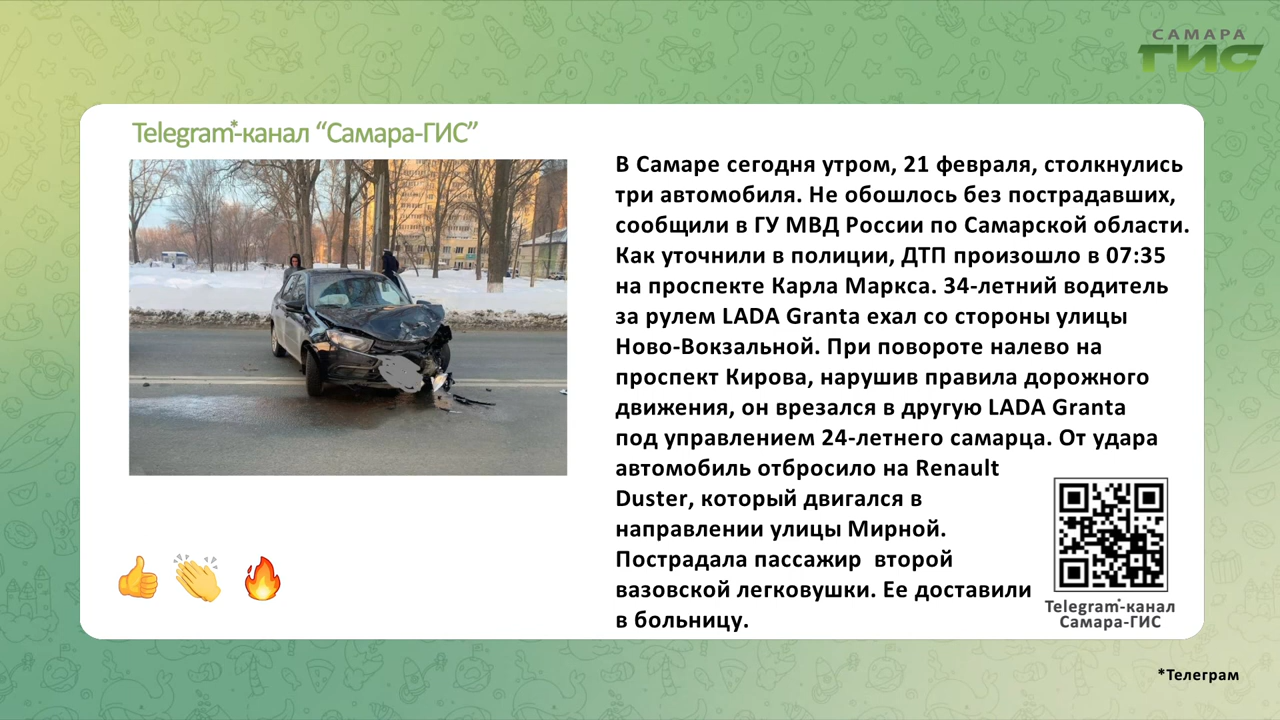 САМАРА
ГИС
Telegram*-канал “Самара-ГИС”
В Самаре сегодня утром, 21 февраля, столкнулись
три автомобиля. Не обошлось без пострадавших,
сообщили в ГУ МВД России по Самарской области.
Как уточнили в полиции, ДТП произошло в 07:35
на проспекте Карла Маркса. 34-летний водитель
за рулем LADA Granta ехал со стороны улицы
Ново-Вокзальной. При повороте налево на
проспект Кирова, нарушив правила дорожного
движения, он врезался в другую LADA Granta
под управлением 24-летнего самарца. От удара
автомобиль отбросило на Renault
Duster, который двигался в
направлении улицы Мирной.
Пострадала пассажир  второй
вазовской легковушки. Ее доставили
в больницу.
Telegram*-канал
Самара-ГИС
*Телеграм